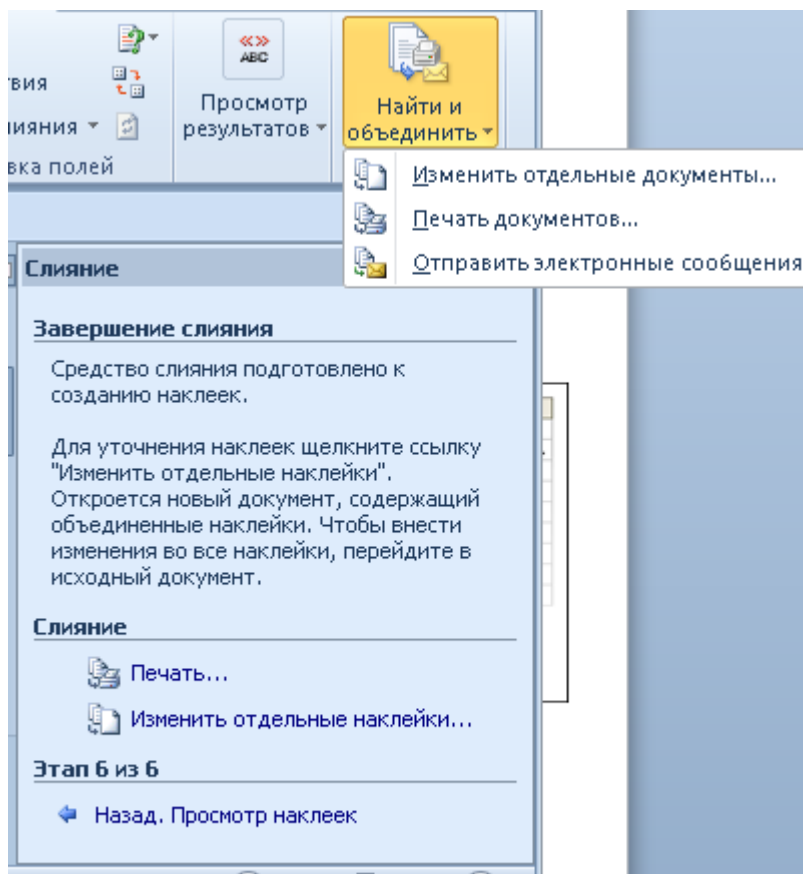 «» ABC
вия
Просмотр результатов
Найти и объединить
ияния
вка полей
Изменить отдельные документы...
Печать документов...
Отправить электронные сообщения
Слияние
Завершение слияния
Средство слияния подготовлено к
созданию наклеек.
Для уточнения наклеек щелкните ссылку
"Изменить отдельные наклейки".
Откроется новый документ, содержащий
объединенные наклейки. Чтобы внести
изменения во все наклейки, перейдите в
исходный документ.
Слияние
Печать...
Изменить отдельные наклейки...
Этап 6 из 6
Назад. Просмотр наклеек